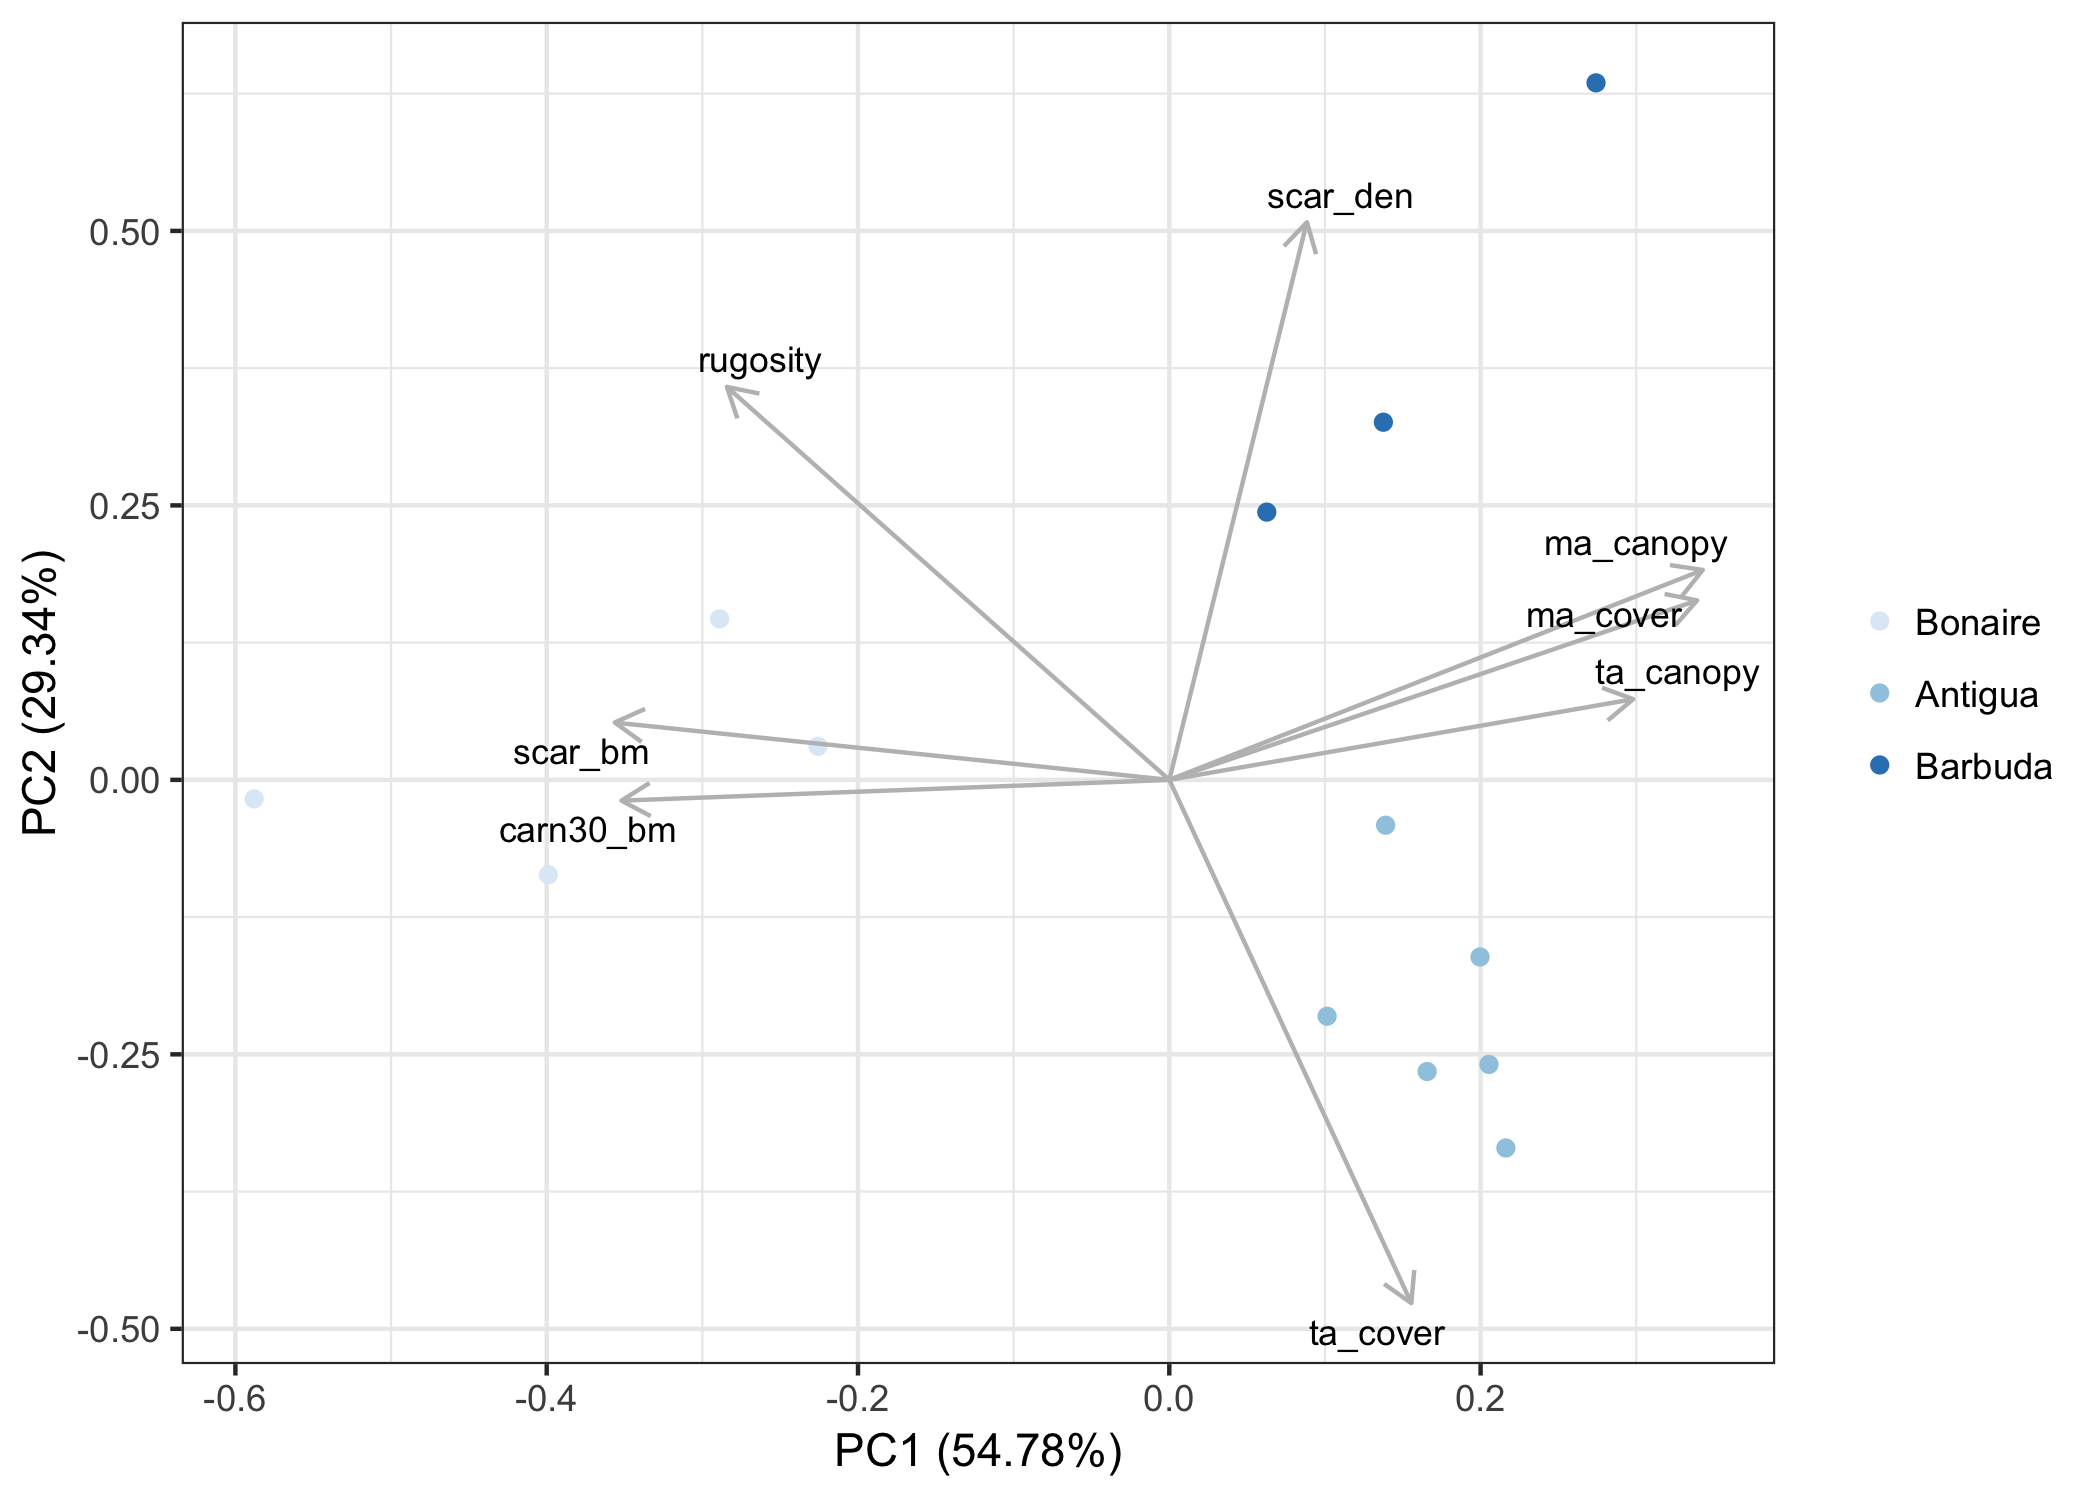 scar_den
rugosity
ma_canopy
ma_cover
ta_canopy
scar_bm
carn30_bm
ta_cover
0.50
0.25
0.00
-0.25
-0.50
PC2 (29.34%)
-0.6
-0.4
-0.2
0.0
0.2
PC1 (54.78%)
Bonaire
Antigua
Barbuda